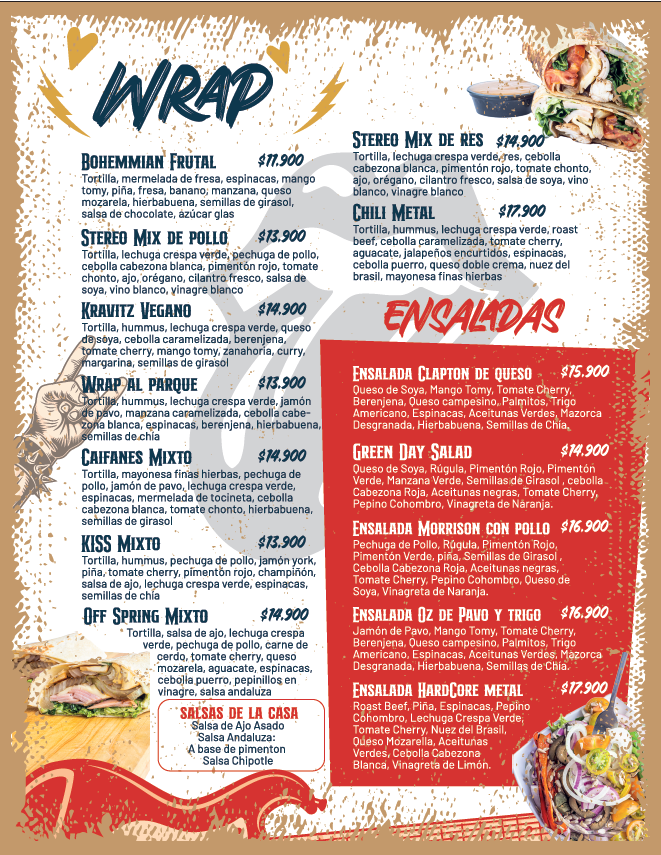 WRAP
BOHEMMIAN FRUTAL $11.900
Tortilla, mermelada de fresa, espinacas, mango
tomy, piña, fresa, banano, manzana, queso
mozarela, hierbabuena, semillas de girasol,
salsa de chocolate, azúcar glas
STEREO MIX DE POLLO $13.900
Tortilla, lechuga crespa verde, pechuga de pollo,
cebolla cabezona blanca, pimentón rojo, tomate
chonto, ajo, orégano, cilantro fresco, salsa de
soya, vino blanco, vinagre blanco
KRAVITZ VEGANO $14.900
Tortilla, hummus, lechuga crespa verde, queso
de soya, cebolla caramelizada, berenjena,
tomate cherry, mango tomy, zanahoria, curry,
margarina, semillas de girasol
WRAP AL PARQUE $13.900
Tortilla, hummus, lechuga crespa verde, jamón
de pavo, manzana caramelizada, cebolla cabe-
zona blanca, espinacas, berenjena, hierbabuena,
semillas de chía
CAIFANES MIXTO $14.900
Tortilla, mayonesa finas hierbas, pechuga de
pollo, jamón de pavo, lechuga crespa verde,
espinacas, mermelada de tocineta, cebolla
cabezona blanca, tomate chonto, hierbabuena,
semillas de girasol
KISS MIXTO $13.900
Tortilla, hummus, pechuga de pollo, jamón york,
piña, tomate cherry, pimentòn rojo, champiñón,
salsa de ajo, lechuga crespa verde, espinacas,
semillas de chía
OFF SPRING MIXTO $14.900
Tortilla, salsa de ajo, lechuga crespa
verde, pechuga de pollo, carne de
cerdo, tomate cherry, queso
mozarela, aguacate, espinacas,
cebolla puerro, pepinillos en
vinagre, salsa andaluza
SALSAS DE LA CASA
Salsa de Ajo Asado
Salsa Andaluza:
A base de pimenton
Salsa Chipotle
STEREO MIX DE RES $14.900
Tortilla, lechuga crespa verde, res, cebolla
cabezona blanca, pimentón rojo, tomate chonto,
ajo, orégano, cilantro fresco, salsa de soya, vino
blanco, vinagre blanco
CHILI METAL $17.900
Tortilla, hummus, lechuga crespa verde, roast
beef, cebolla caramelizada, tomate cherry,
aguacate, jalapeños encurtidos, espinacas,
cebolla puerro, queso doble crema, nuez del
brasil, mayonesa finas hierbas
ENSALADAS
ENSALADA CLAPTON DE QUESO $15.900
Queso de Soya, Mango Tomy, Tomate Cherry,
Berenjena, Queso campesino, Palmitos, Trigo
Americano, Espinacas, Aceitunas Verdes, Mazorca
Desgranada, Hierbabuena, Semillas de Chía.
GREEN DAY SALAD $14.900
Queso de Soya, Rúgula, Pimentón Rojo, Pimentón
Verde, Manzana Verde, Semillas de Girasol , cebolla
Cabezona Roja, Aceitunas negras, Tomate Cherry,
Pepino Cohombro, Vinagreta de Naranja.
ENSALADA MORRISON CON POLLO $16.900
Pechuga de Pollo, Rúgula, Pimentón Rojo,
Pimentón Verde, piña, Semillas de Girasol
Cebolla Cabezona Roja, Aceitunas negras,
Tomate Cherry, Pepino Cohombro, Queso de
Soya, Vinagreta de Naranja.
ENSALADA OZ DE PAVO Y TRIGO $16.900
Jamón de Pavo, Mango Tomy, Tomate Cherry,
Berenjena, Queso campesino, Palmitos, Trigo
Americano, Espinacas, Aceitunas Verdes, Mazorca
Desgranada, Hierbabuena, Semillas de Chía.
ENSALADA HARDCORE METAL $17.900
Roast Beef, Piña, Espinacas, Pepino
Cohombro, Lechuga Crespa Verde,
Tomate Cherry, Nuez del Brasil,
Queso Mozarella, Aceitunas
Verdes, Cebolla Cabezona
Blanca, Vinagreta de Limón.